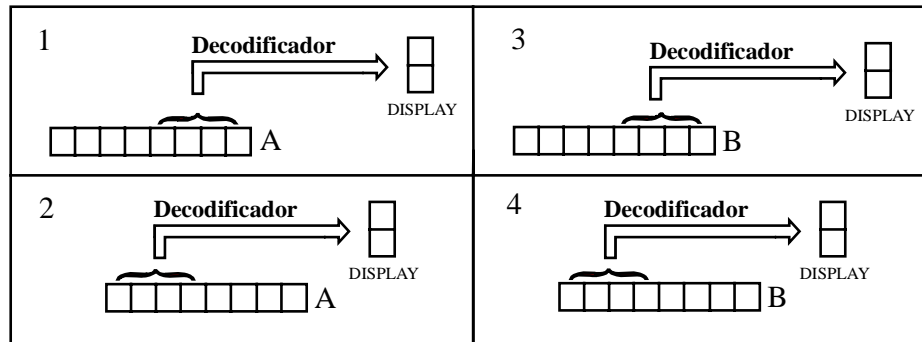 1
Decodificador
DISPLAY
A
3
Decodificador
DISPLAY
B
2
Decodificador
DISPLAY
A
4
Decodificador
DISPLAY
B